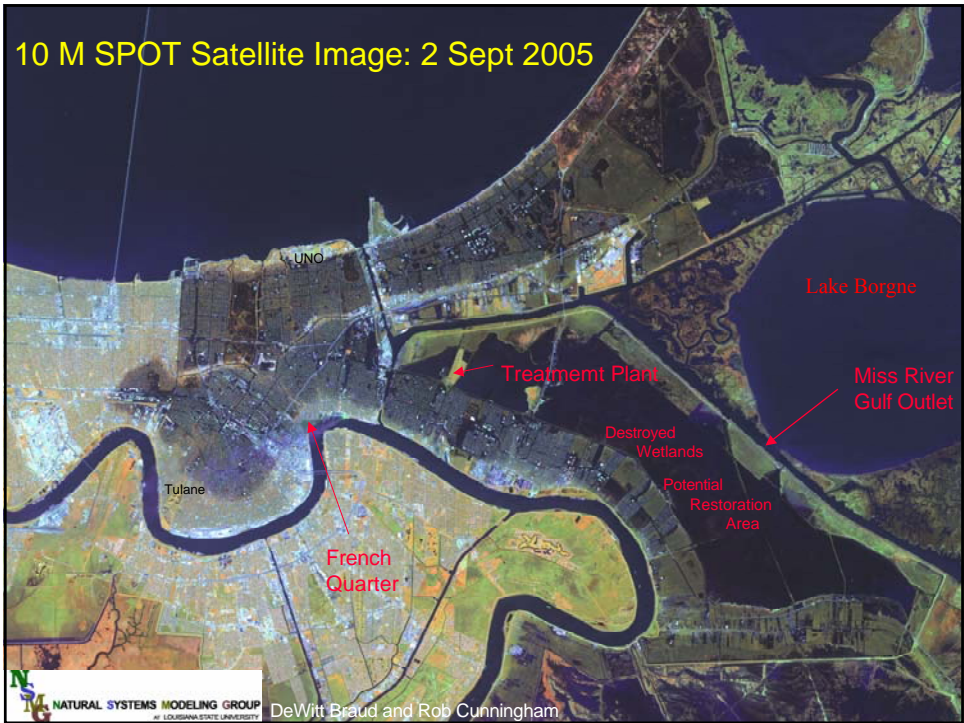 10 M SPOT Satellite Image: 2 Sept 2005
UNO
Lake Borgne
Treatmemt Plant
Miss River
Gulf Outlet
Destroyed
Wetlands
Potential
Restoration
Area
Tulane
French
Quarter
NSMG
NATURAL SYSTEMS MODELING GROUP
AT LOUISIANA STATE UNIVERSITY
DeWitt Braud and Rob Cunningham